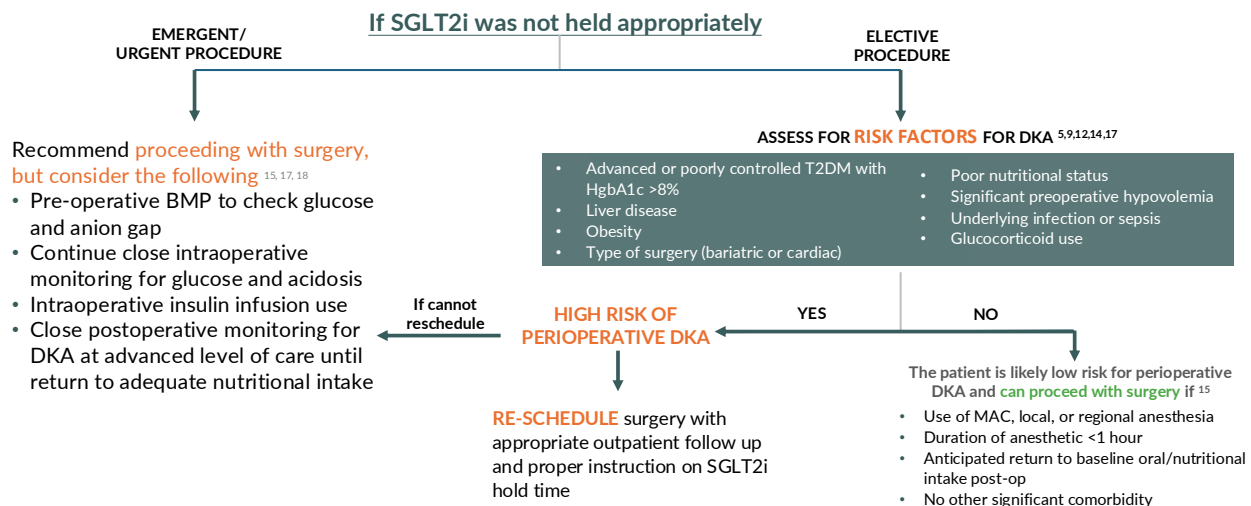 If SGLT2i was not held appropriately
EMERGENT/
URGENT PROCEDURE
ELECTIVE
PROCEDURE
Recommend proceeding with surgery,
but consider the following 15, 17, 18
• Pre-operative BMP to check glucose
and anion gap
• Continue close intraoperative
monitoring for glucose and acidosis
• Intraoperative insulin infusion use
• Close postoperative monitoring for
DKA at advanced level of care until
return to adequate nutritional intake
ASSESS FOR RISK FACTORS FOR DKA 5,9,12,14,17
• Advanced or poorly controlled T2DM with
HgbA1c >8%
• Liver disease
• Obesity
• Type of surgery (bariatric or cardiac)
• Poor nutritional status
• Significant preoperative hypovolemia
• Underlying infection or sepsis
• Glucocorticoid use
If cannot
reschedule
HIGH RISK OF
PERIOPERATIVE DKA
YES
NO
RE-SCHEDULE surgery with
appropriate outpatient follow up
and proper instruction on SGLT2i
hold time
The patient is likely low risk for perioperative
DKA and can proceed with surgery if 15
• Use of MAC, local, or regional anesthesia
• Duration of anesthetic <1 hour
• Anticipated return to baseline oral/nutritional
intake post-op
• No other significant comorbidity